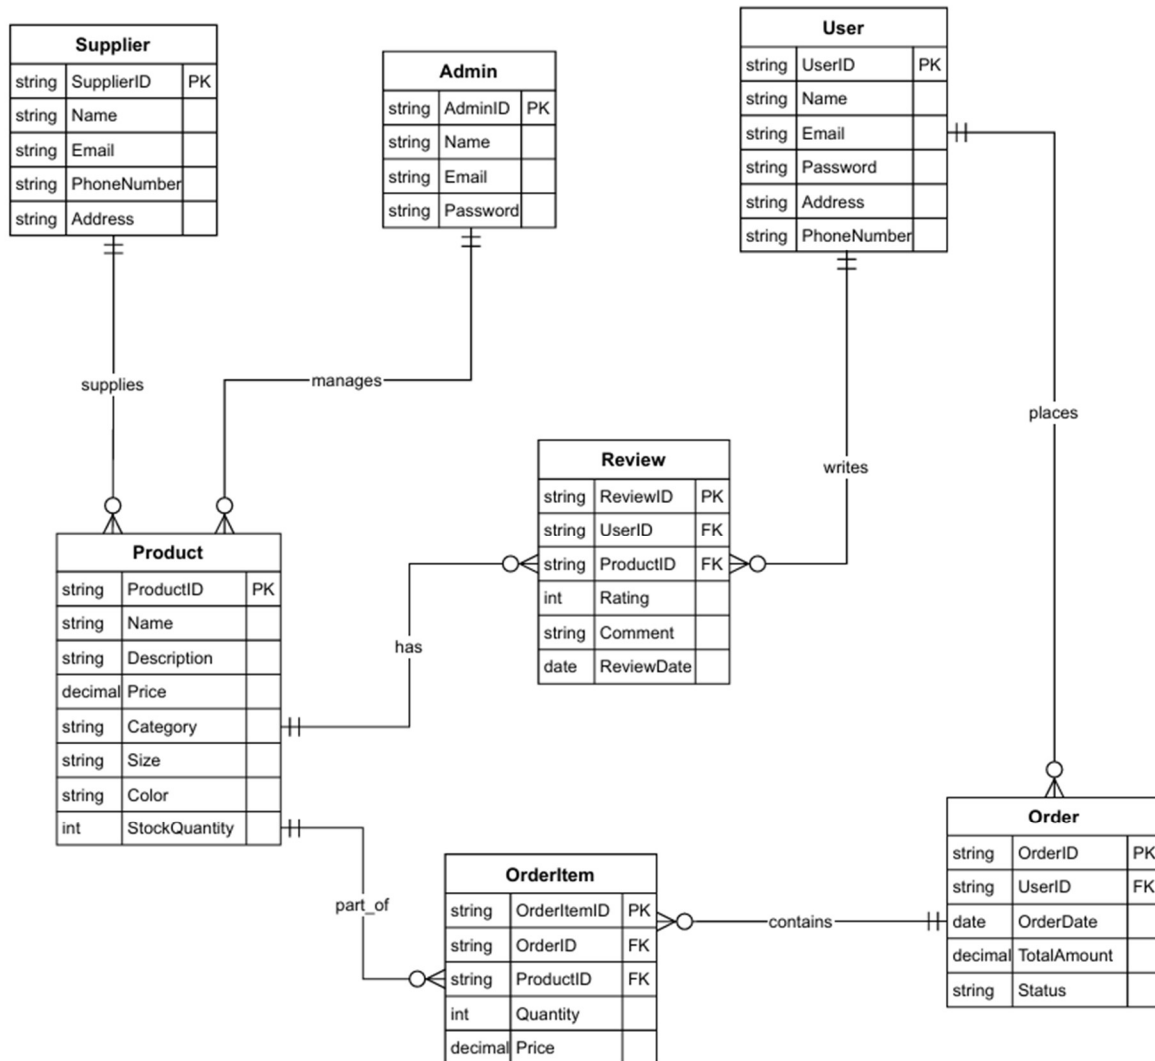 Supplier
string SupplierID PK
string Name
string Email
string PhoneNumber
string Address
Admin
string AdminID PK
string Name
string Email
string Password
User
string UserID PK
string Name
string Email
string Password
string Address
string PhoneNumber
supplies
manages
places
writes
Review
string ReviewID PK
string UserID FK
string ProductID FK
int Rating
string Comment
date ReviewDate
Product
string ProductID PK
string Name
string Description
decimal Price
string Category
string Size
string Color
int StockQuantity
has
part_of
OrderItem
string OrderItemID PK
string OrderID FK
string ProductID FK
int Quantity
decimal Price
contains
Order
string OrderID PK
string UserID FK
date OrderDate
decimal TotalAmount
string Status